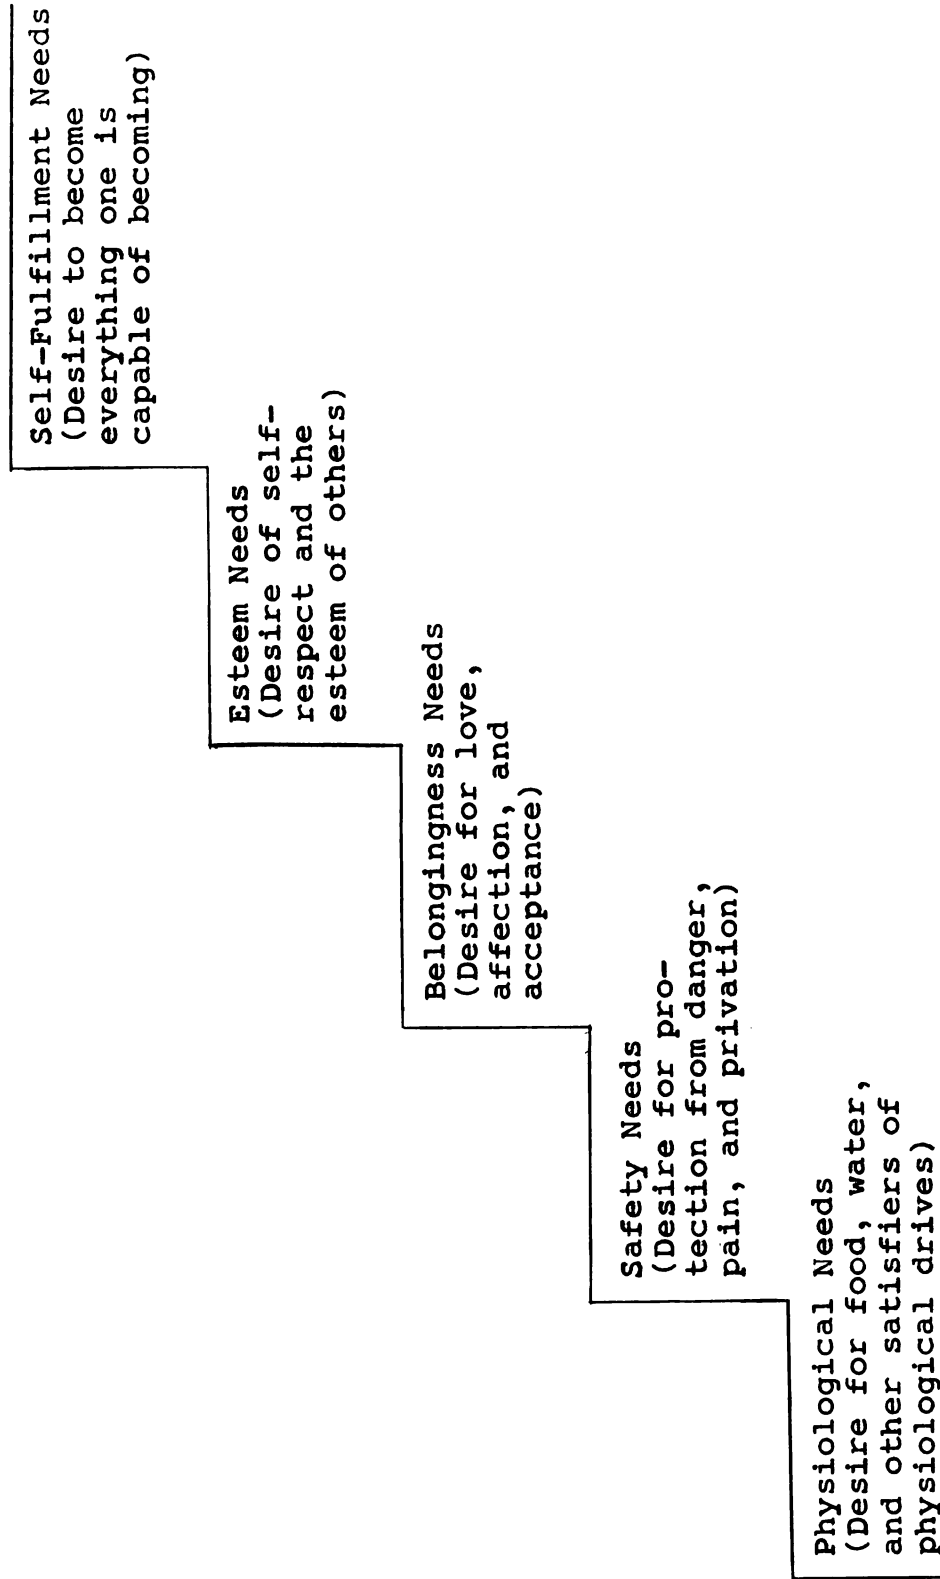 Self-Fulfillment Needs
(Desire to become
everything one is
capable of becoming)
Esteem Needs
(Desire of self-
respect and the
esteem of others)
Belongingness Needs
(Desire for love,
affection, and
acceptance)
Safety Needs
(Desire for pro-
tection from danger,
pain, and privation)
Physiological Needs
(Desire for food, water,
and other satisfiers of
physiological drives)